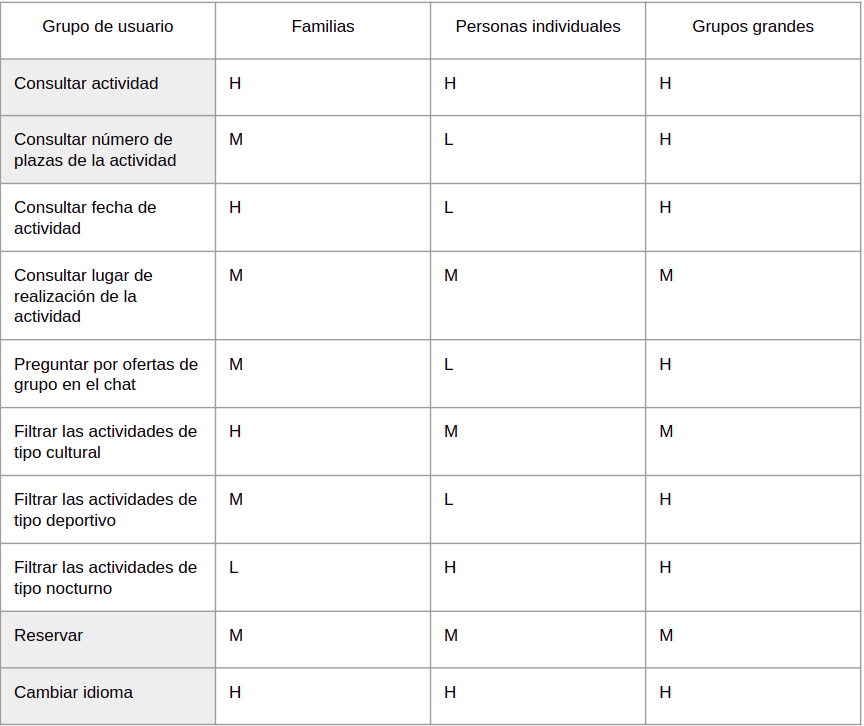 Grupo de usuario Familias Personas individuales Grupos grandes
Consultar actividad H H H
Consultar número de M L H
plazas de la actividad
Consultar fecha de H L H
actividad
Consultar lugar de M M M
realización de la
actividad
Preguntar por ofertas de M L H
grupo en el chat
Filtrar las actividades de H M M
tipo cultural
Filtrar las actividades de M L H
tipo deportivo
Filtrar las actividades de L H H
tipo nocturno
Reservar M M M
Cambiar idioma H H H